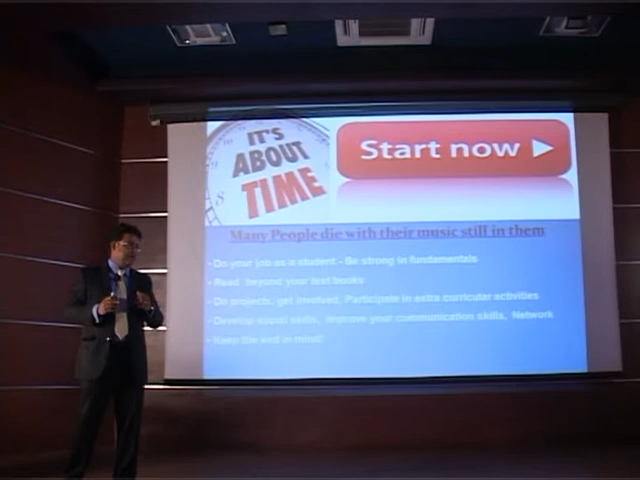 IT'S
ABOUT
TIME
Start now
Many People die with their music still in them
- Do your job as a student - Be strong in fundamentals
- Read beyond your text books
- Do projects, get involved, Participate in extra curricular activities
- Develop social skills, improve your communication skills, Network
- Keep the end in mind!